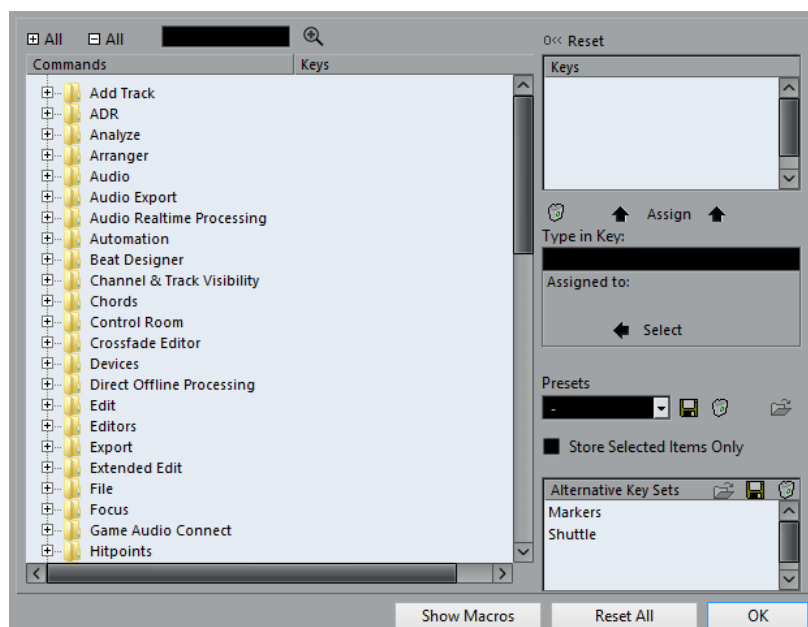 All All
Commands Keys
Add Track
ADR
Analyze
Arranger
Audio
Audio Export
Audio Realtime Processing
Automation
Beat Designer
Channel & Track Visibility
Chords
Control Room
Crossfade Editor
Devices
Direct Offline Processing
Edit
Editors
Export
Extended Edit
File
Focus
Game Audio Connect
Hitpoints
0<< Reset
Keys
Assign
Type in Key:
Assigned to:
Select
Presets
-
Store Selected Items Only
Alternative Key Sets
Markers
Shuttle
Show Macros Reset All OK